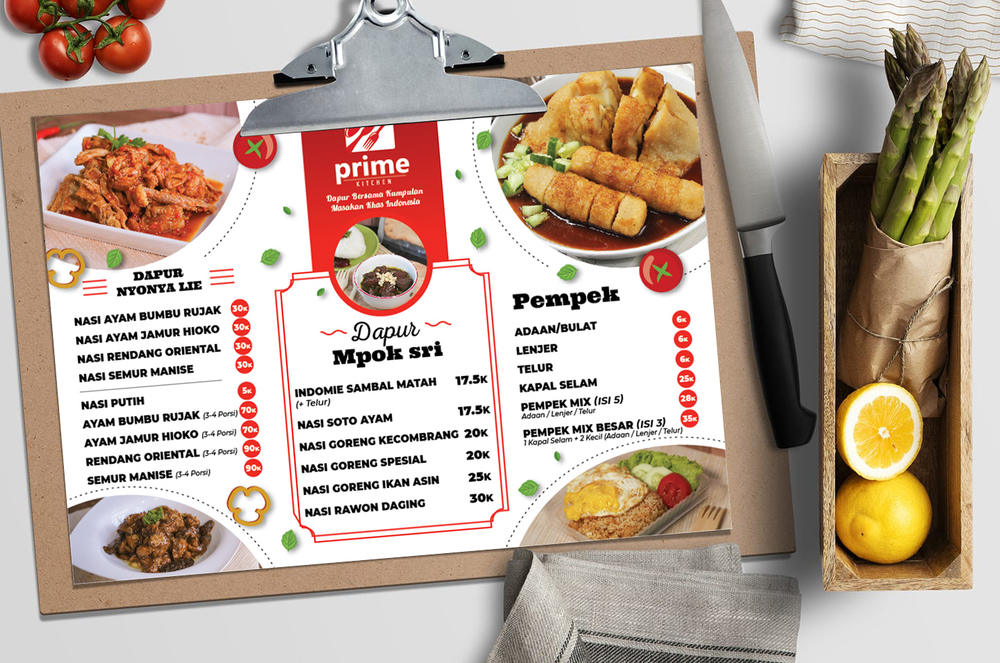 prime
KITCHEN
Dapur Bersama Kumpulan
Masakan Khas Indonesia
DAPUR
NYONYA LIE
NASI AYAM BUMBU RUJAK 30K
NASI AYAM JAMUR HIOKO 30K
NASI RENDANG ORIENTAL 30K
NASI SEMUR MANISE 30K
NASI PUTIH 5K
AYAM BUMBU RUJAK (3-4 Porsi) 70K
AYAM JAMUR HIOKO (3-4 Porsi) 70K
RENDANG ORIENTAL (3-4 Porsi) 90K
SEMUR MANISE (3-4 Porsi) 90K
Dapur
Mpok sri
INDOMIE SAMBAL MATAH 17.5K
(+ Telur)
NASI SOTO AYAM 17.5K
NASI GORENG KECOMBRANG 20K
NASI GORENG SPESIAL 20K
NASI GORENG IKAN ASIN 25K
NASI RAWON DAGING 30K
Pempek
ADAAN/BULAT 6K
LENJER 6K
TELUR 6K
KAPAL SELAM 25K
PEMPEK MIX (ISI 5) 28K
Adaan / Lenjer / Telur
PEMPEK MIX BESAR (ISI 3) 35K
1 Kapal Selam + 2 Kecil (Adaan / Lenjer / Telur)